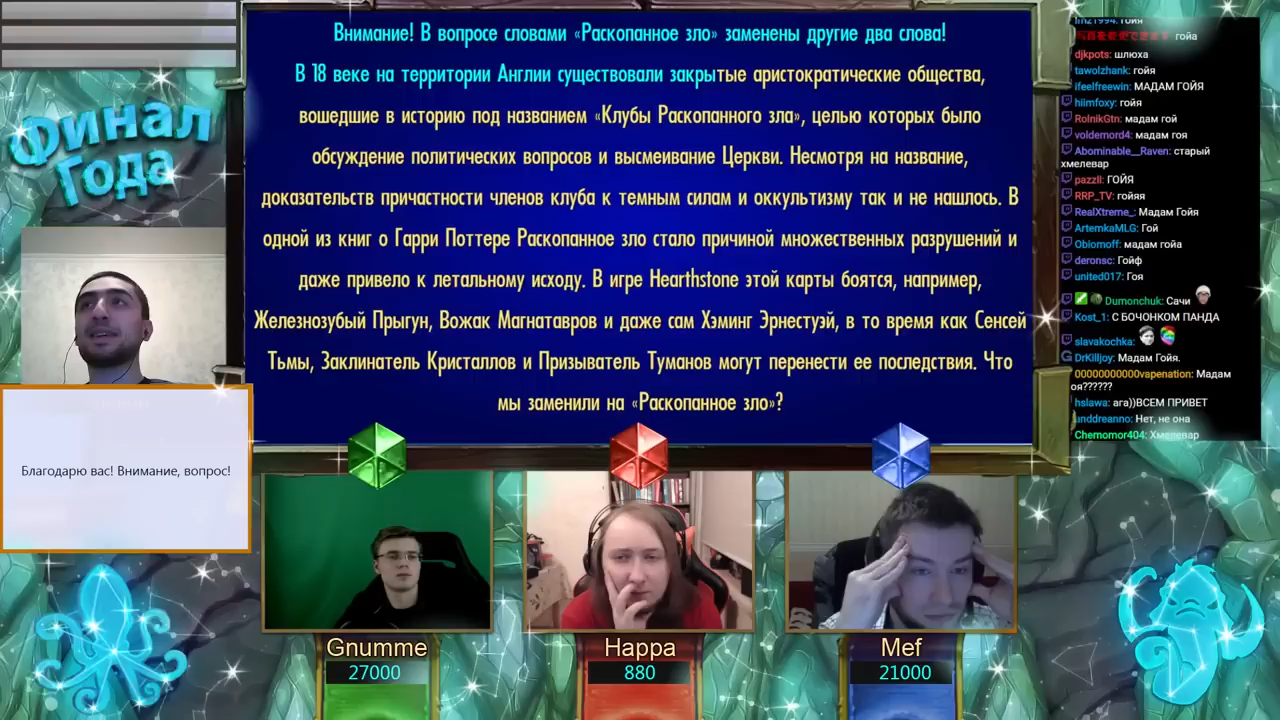 Внимание! В вопросе словами «Раскопанное зло» заменены другие два слова!
В 18 веке на территории Англии существовали закрытые аристократические общества,
вошедшие в историю под названием «Клубы Раскопанного зла», целью которых было
обсуждение политических вопросов и высмеивание Церкви. Несмотря на название,
доказательств причастности членов клуба к темным силам и оккультизму так и не нашлось. В
одной из книг о Гарри Поттере Раскопанное зло стало причиной множественных разрушений и
даже привело к летальному исходу. В игре Hearthstone этой карты боятся, например,
Железнозубый Прыгун, Вожак Магнатавров и даже сам Хэминг Эрнестуэй, в то время как Сенсей
Тьмы, Заклинатель Кристаллов и Призыватель Туманов могут перенести ее последствия. Что
мы заменили на «Раскопанное зло»?
Финал
Года
Благодарю вас! Внимание, вопрос!
гойа
djkpots: шлюха
tawolzhank: гойя
ifeelfreewin: МАДАМ ГОЙЯ
hiimfoxy: гойя
RolnikGtn: мадам гой
voldemord4: мадам гоя
Abominable__Raven: старый
хмелевар
pazzll: ГОЙЯ
RRP_TV: гойяя
RealXtreme_: Мадам Гойя
ArtemkaMLG: Гой
Obiomoff: мадам гойа
deronsc: Гойф
united017: Гоя
Dumonchuk: Сачи
Kost_1: С БОЧОНКОМ ПАНДА
slavakochka:
DrKilljoy: Мадам Гойя.
00000000000vapenation: Мадам
оя??????
hslawa: ага))ВСЕМ ПРИВЕТ
unddreanno: Нет, не она
Chemomor404: Хмелевар
Gnumme
27000
Happa
880
Mef
21000